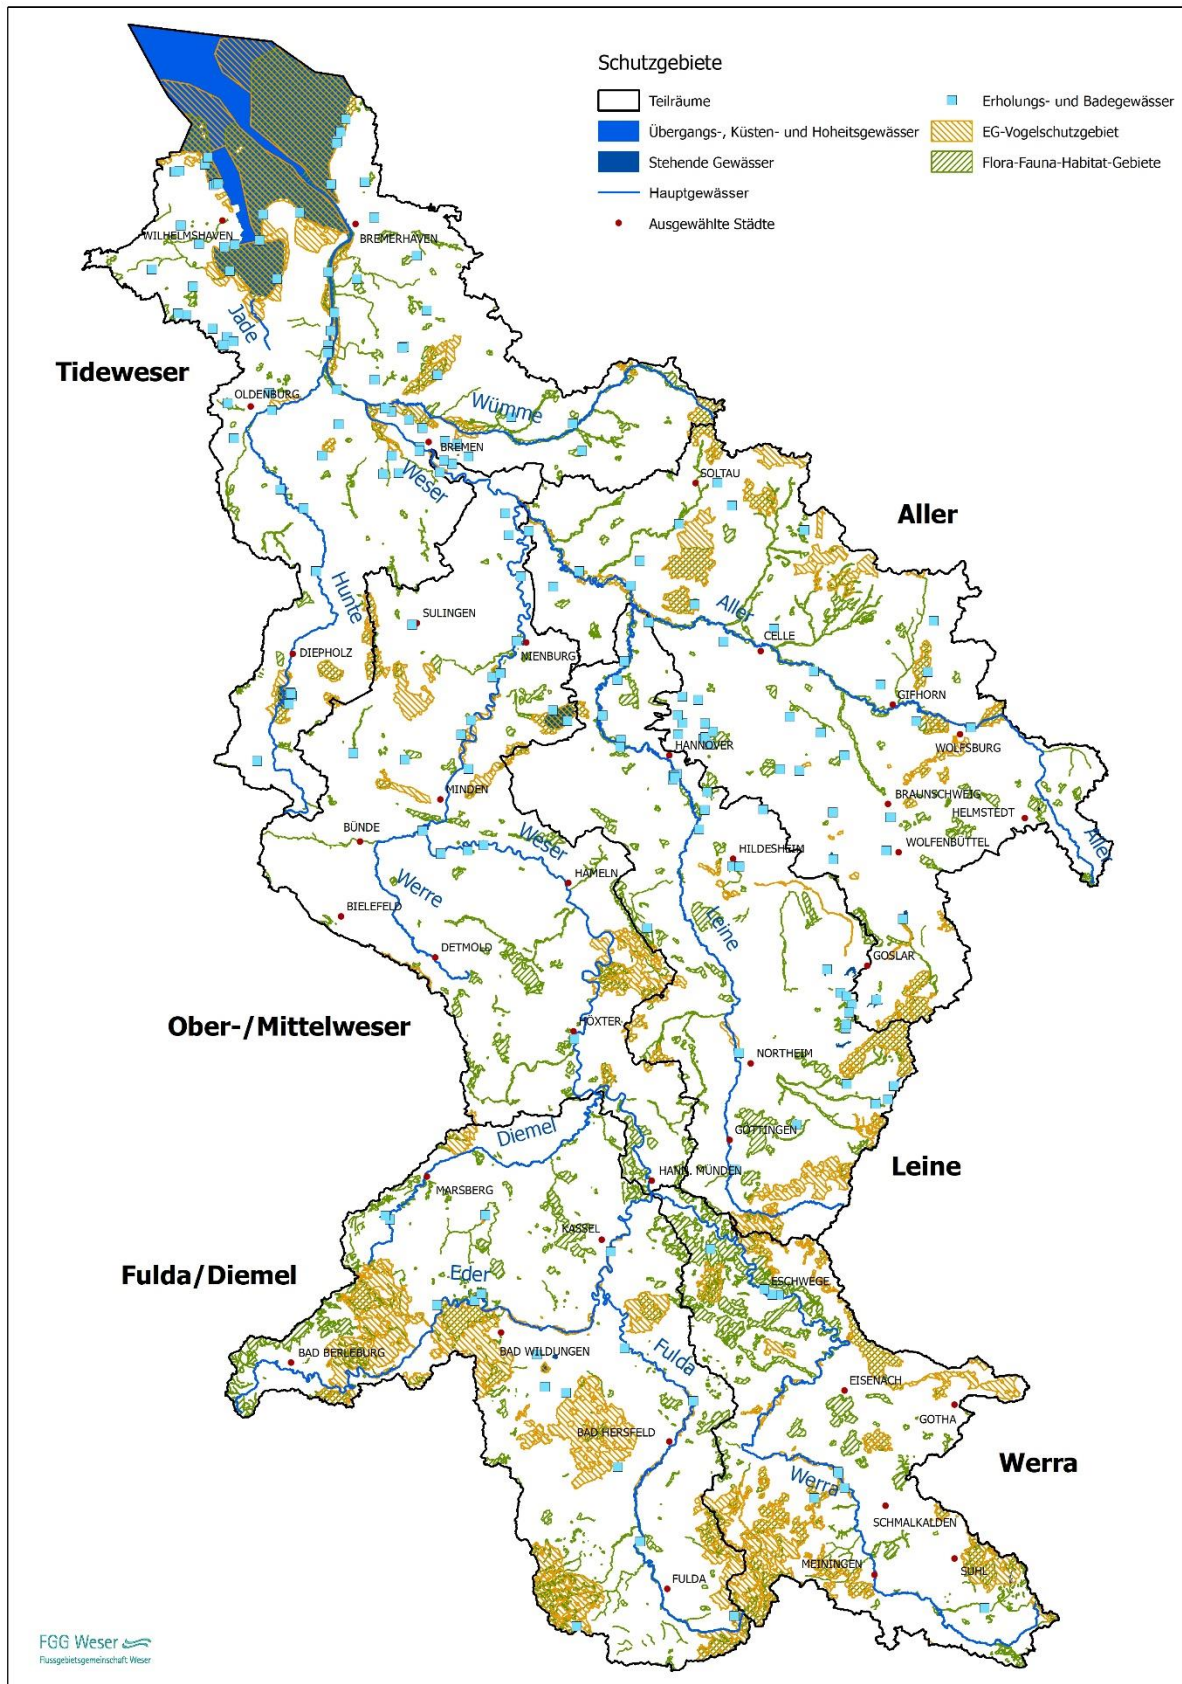 Schutzgebiete
Teilräume
Übergangs-, Küsten- und Hoheitsgewässer
Stehende Gewässer
Hauptgewässer
Ausgewählte Städte
Erholungs- und Badegewässer
EG-Vogelschutzgebiet
Flora-Fauna-Habitat-Gebiete
WILHELMSHAVEN
BREMERHAVEN
Jade
Tideweser
OLDENBURG
Wümme
BREMEN
Weser
SOLTAU
Aller
Hunte
SULINGEN
Aller
CELLE
DIEPHOLZ
NIENBURG
GIFHORN
WOLFSBURG
HANNOVER
MINDEN
BRAUNSCHWEIG
HELMSTEDT
BÜNDE
Weser
HILDESHEIM
WOLFENBÜTTEL
Aller
Werre
HAMELN
BIELEFELD
Leine
DETMOLD
GOSLAR
Ober-/Mittelweser
HÖXTER
NORTHEIM
Diemel
GÖTTINGEN
Leine
MARSBERG
HANN. MÜNDEN
KASSEL
Fulda/Diemel
Eder
ESCHWEGE
BAD BERLEBURG
BAD WILDUNGEN
Fulda
EISENACH
GOTHA
BAD HERSFELD
Werra
Werra
SCHMALKALDEN
MEININGEN
SUHL
FULDA
FGG Weser
Flussgebietsgemeinschaft Weser